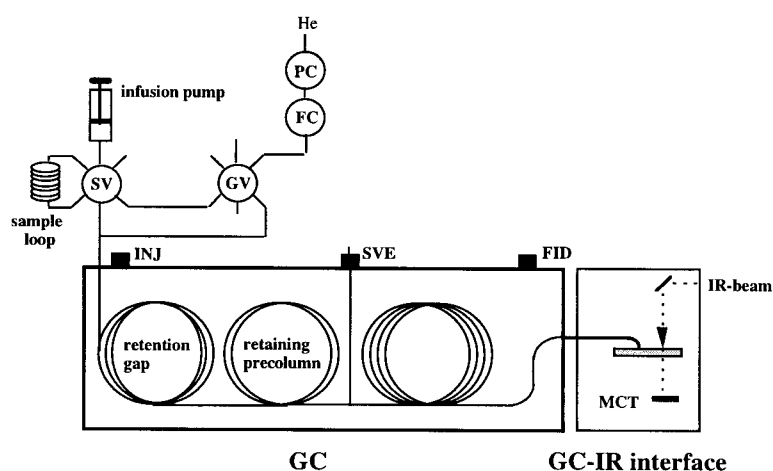 He
PC
infusion pump
FC
SV
GV
sample
loop
INJ
SVE
FID
IR-beam
retention
gap
retaining
precolumn
MCT
GC
GC-IR interface